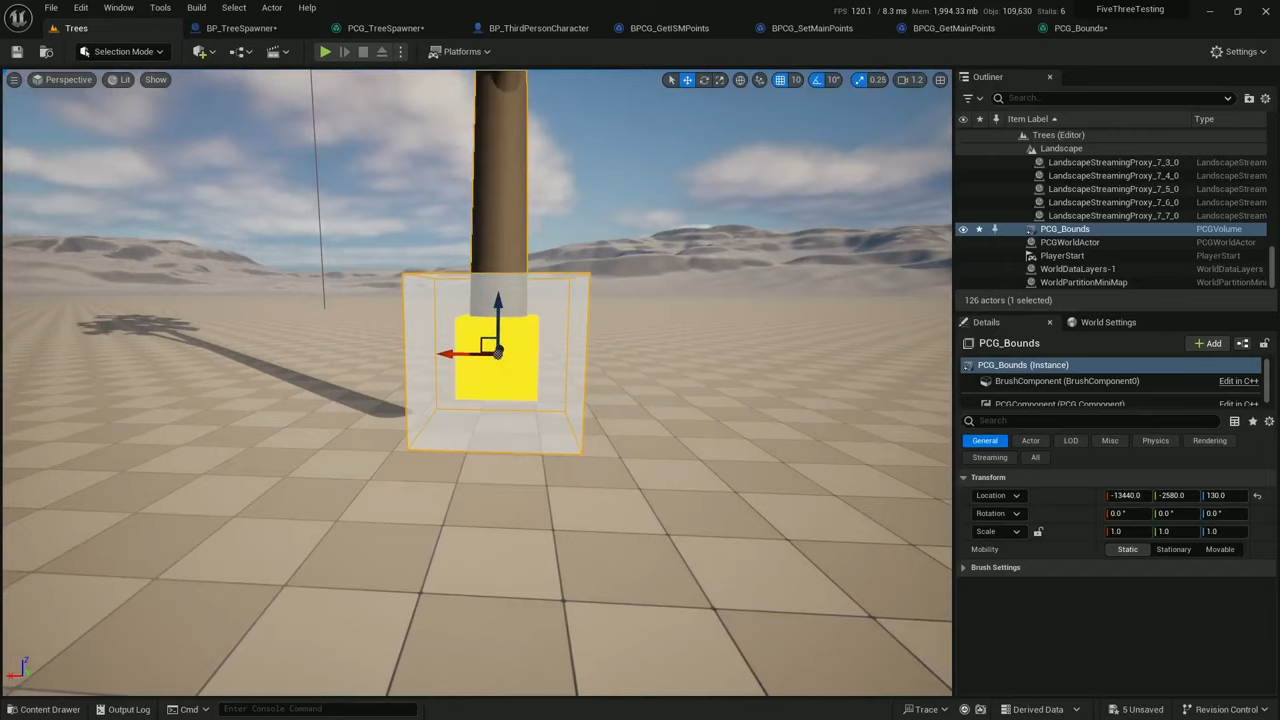 File Edit Window Tools Build Select Actor Help
FPS: 120.1 / 8.3 ms Mem: 1,994.33 mb Objs: 109,630 Stalls: 6
FiveThreeTesting
Trees BP_TreeSpawner* PCG_TreeSpawner* BP_ThirdPersonCharacter BPCG_GetISMPoints BPCG_SetMainPoints BPCG_GetMainPoints PCG_Bounds*
Selection Mode Platforms Settings
Perspective Lit Show 10 10° 0.25 1.2
Outliner
Search...
Item Label Type
Trees (Editor)
Landscape
LandscapeStreamingProxy_7_3_0 LandscapeStream
LandscapeStreamingProxy_7_4_0 LandscapeStream
LandscapeStreamingProxy_7_5_0 LandscapeStream
LandscapeStreamingProxy_7_6_0 LandscapeStream
LandscapeStreamingProxy_7_7_0 LandscapeStream
PCG_Bounds PCGVolume
PCGWorldActor PCGWorldActor
PlayerStart PlayerStart
WorldDataLayers-1 WorldDataLayers
WorldPartitionMiniMap WorldPartitionMini
126 actors (1 selected)
Details World Settings
PCG_Bounds Add
PCG_Bounds (Instance)
BrushComponent (BrushComponent0) Edit in C++
PCGComponent (PCG Component) Edit in C++
Search
General Actor LOD Misc Physics Rendering
Streaming All
Transform
Location -13440.0 -2580.0 130.0
Rotation 0.0 ° 0.0 ° 0.0 °
Scale 1.0 1.0 1.0
Mobility Static Stationary Movable
Brush Settings
Z
X
Content Drawer Output Log Cmd Enter Console Command Trace Derived Data 5 Unsaved Revision Control